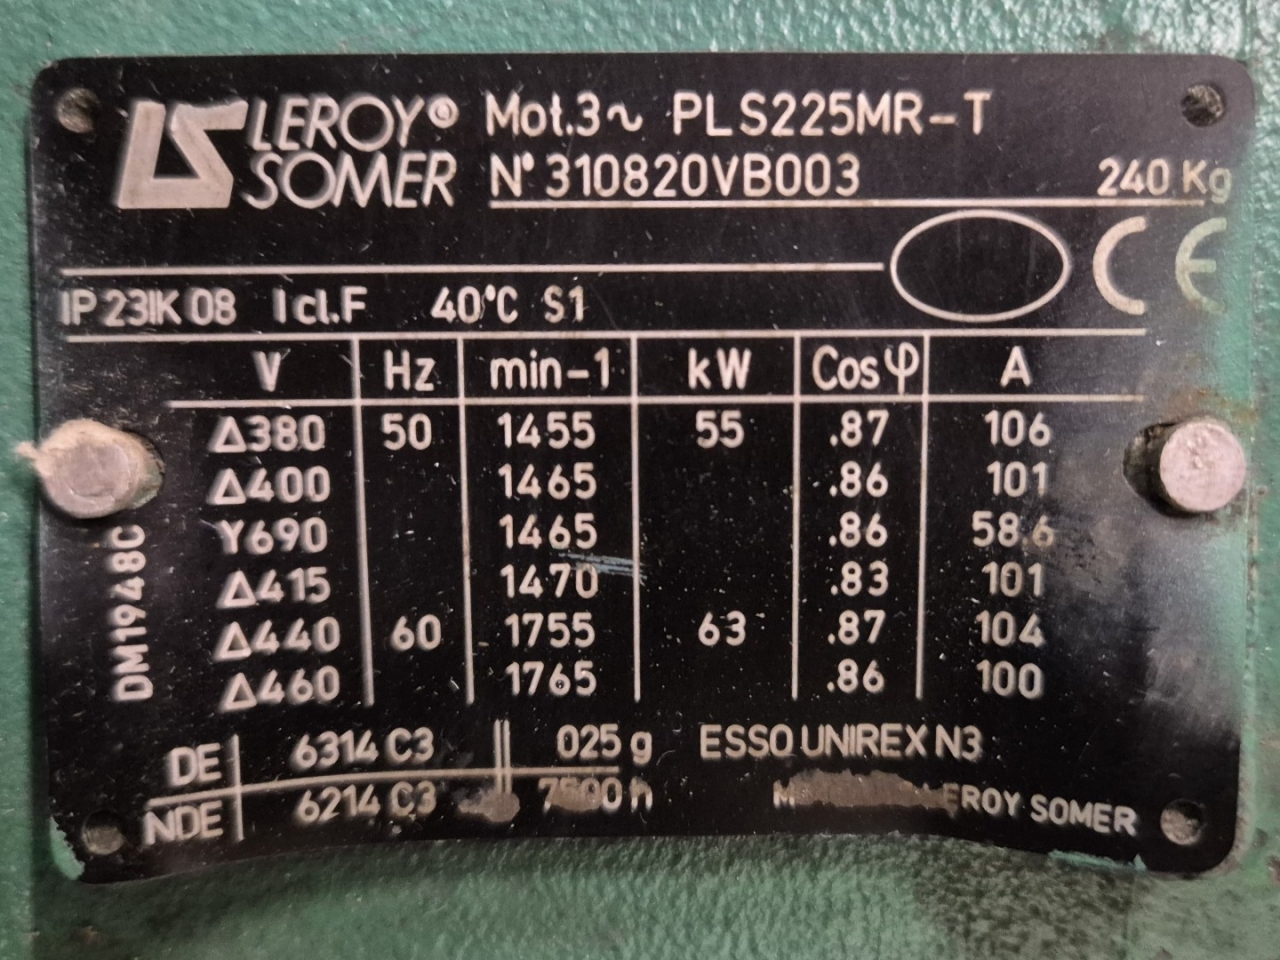 LEROY® SOMER
Mot.3~ PLS225MR-T
N° 310820VB003 240 Kg
CE
IP 23IK 08 I cl.F 40°C S1
V Hz min-1 kW Cosφ A
Δ380 50 1455 55 .87 106
Δ400 1465 .86 101
Y690 1465 .86 58.6
Δ415 1470 .83 101
Δ440 60 1755 63 .87 104
Δ460 1765 .86 100
DM1948C
DE 6314 C3 025 g ESSO UNIREX N3
NDE 6214 C3 h SOMER